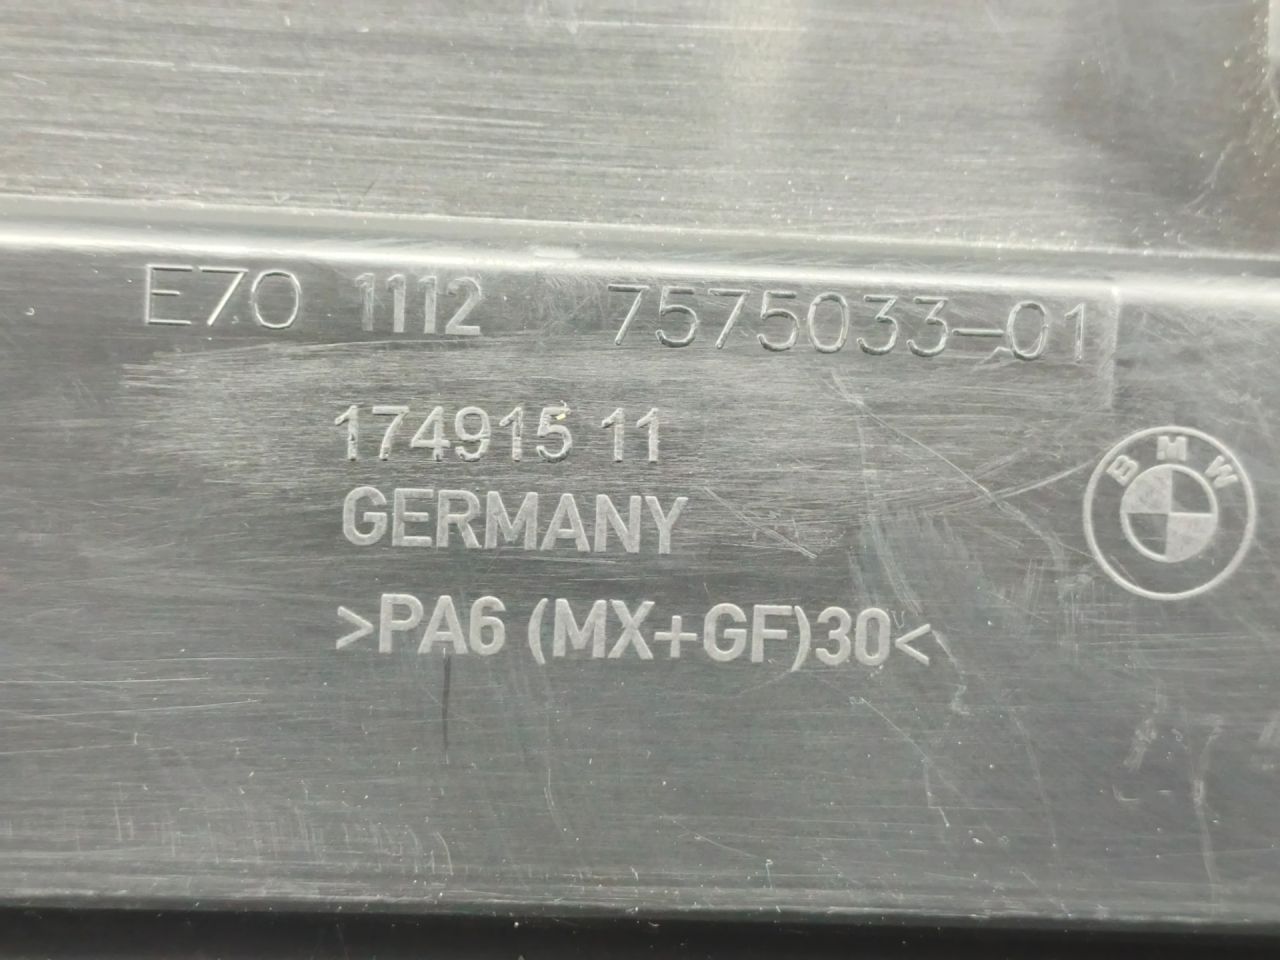 E70 1112 7575033-01
174915 11
GERMANY
>PA6 (MX+GF)30<
BMW